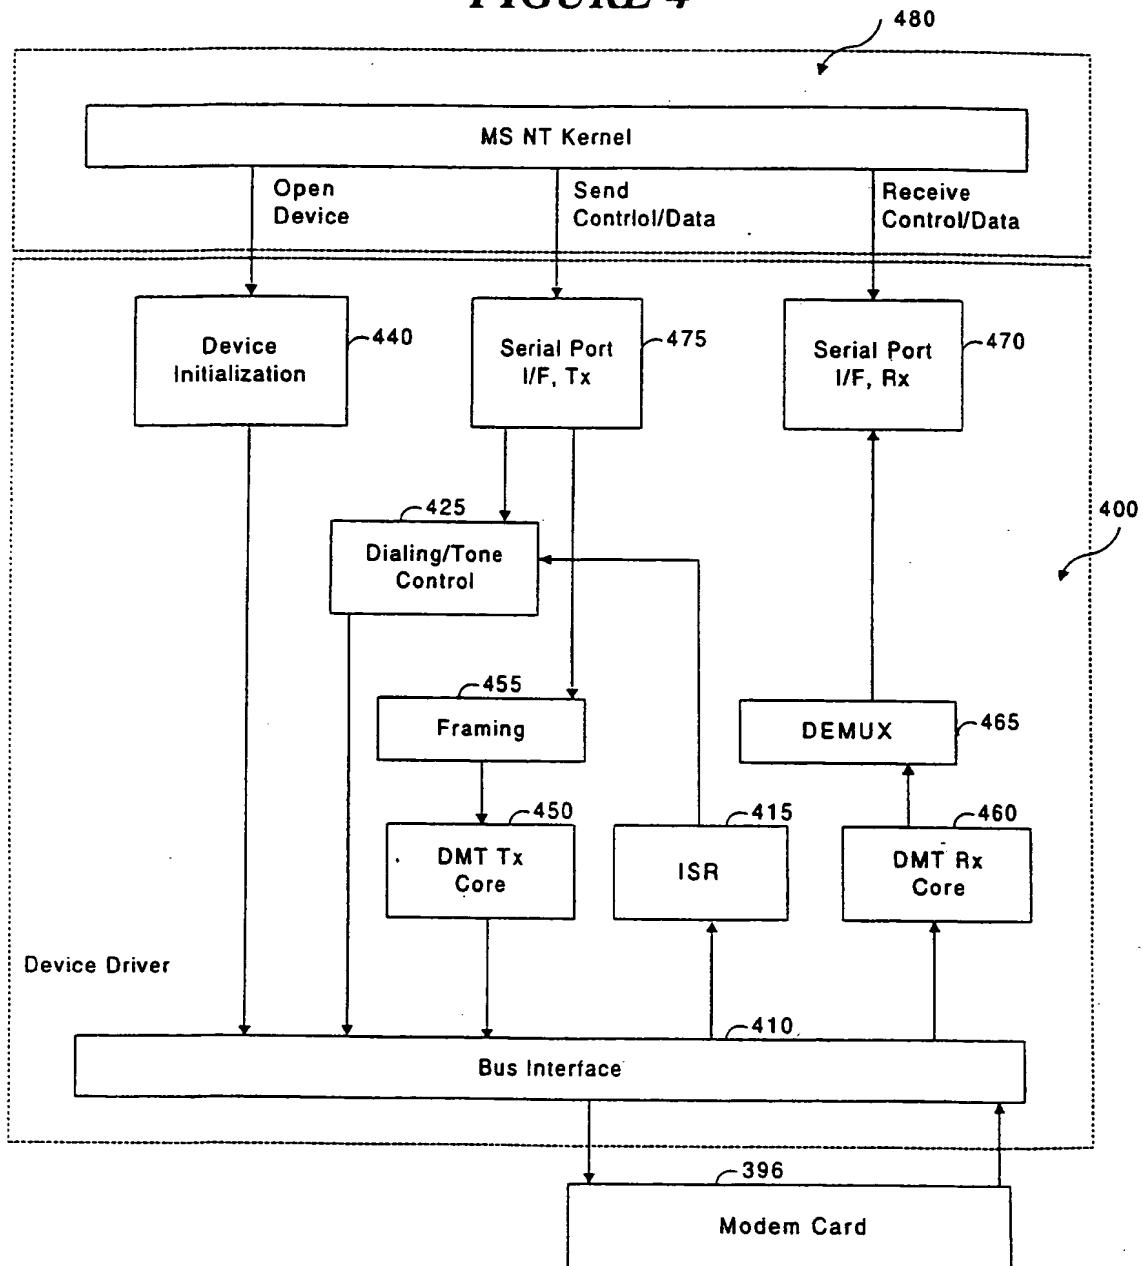 FIGURE 4
480
MS NT Kernel
Open
Device
Send
Contrlol/Data
Receive
Control/Data
Device
Initialization
440
Serial Port
I/F, Tx
475
Serial Port
I/F, Rx
470
425
Dialing/Tone
Control
400
455
Framing
DEMUX
465
450
DMT Tx
Core
415
ISR
460
DMT Rx
Core
Device Driver
410
Bus Interface
396
Modem Card